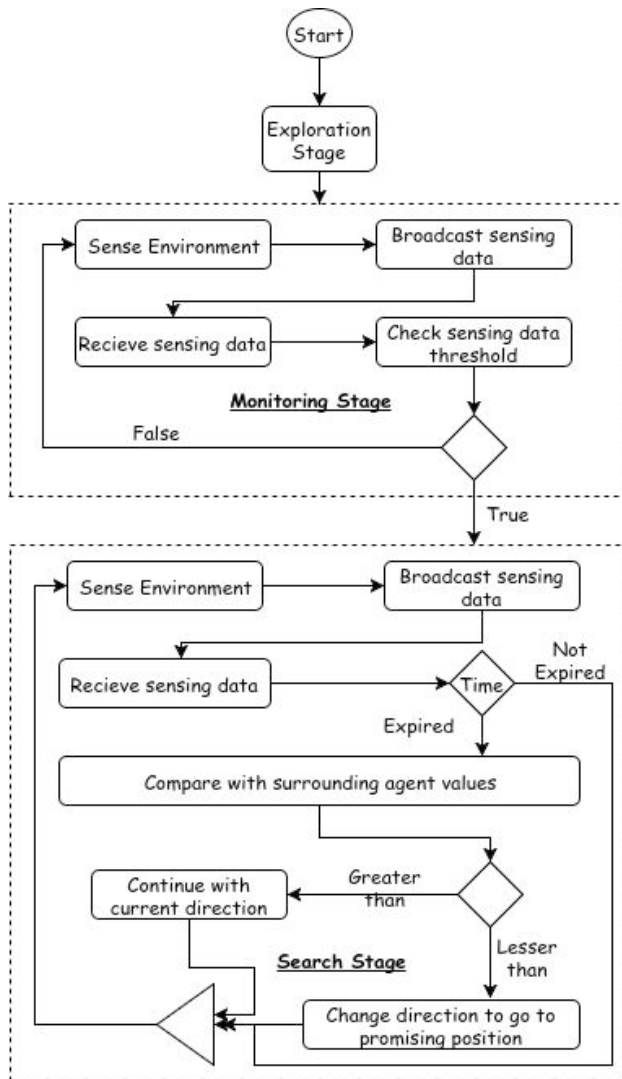 Start
Exploration
Stage
Sense Environment
Broadcast sensing
data
Recieve sensing data
Check sensing data
threshold
Monitoring Stage
False
True
Sense Environment
Broadcast sensing
data
Not
Expired
Recieve sensing data
Time
Expired
Compare with surrounding agent values
Continue with
current direction
Greater
than
Lesser
than
Search Stage
Change direction to go to
promising position